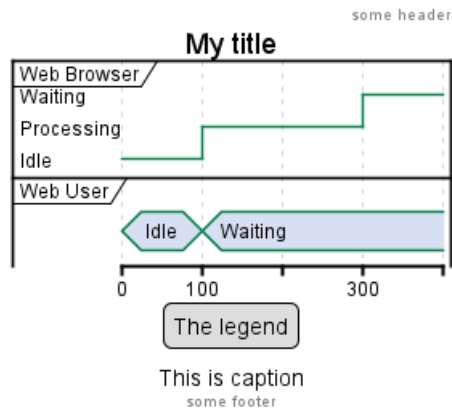 some header
My title
Web Browser
Waiting
Processing
Idle
Web User
Idle Waiting
0 100 300
The legend
This is caption
some footer